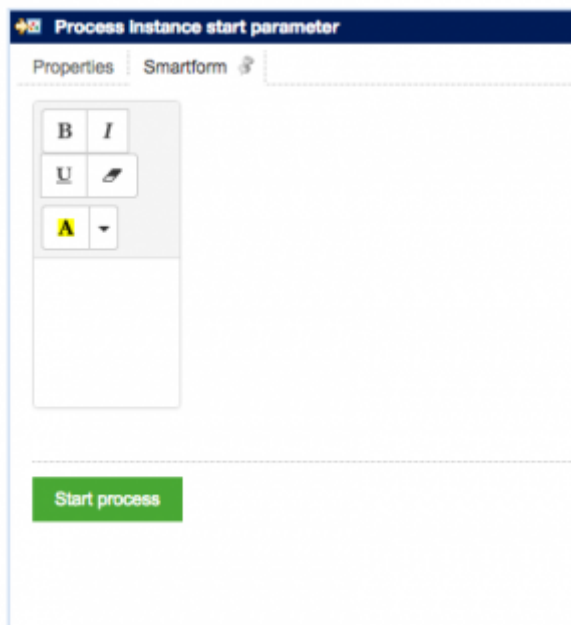 Process Instance start parameter
Properties Smartform
B I
U
A
Start process